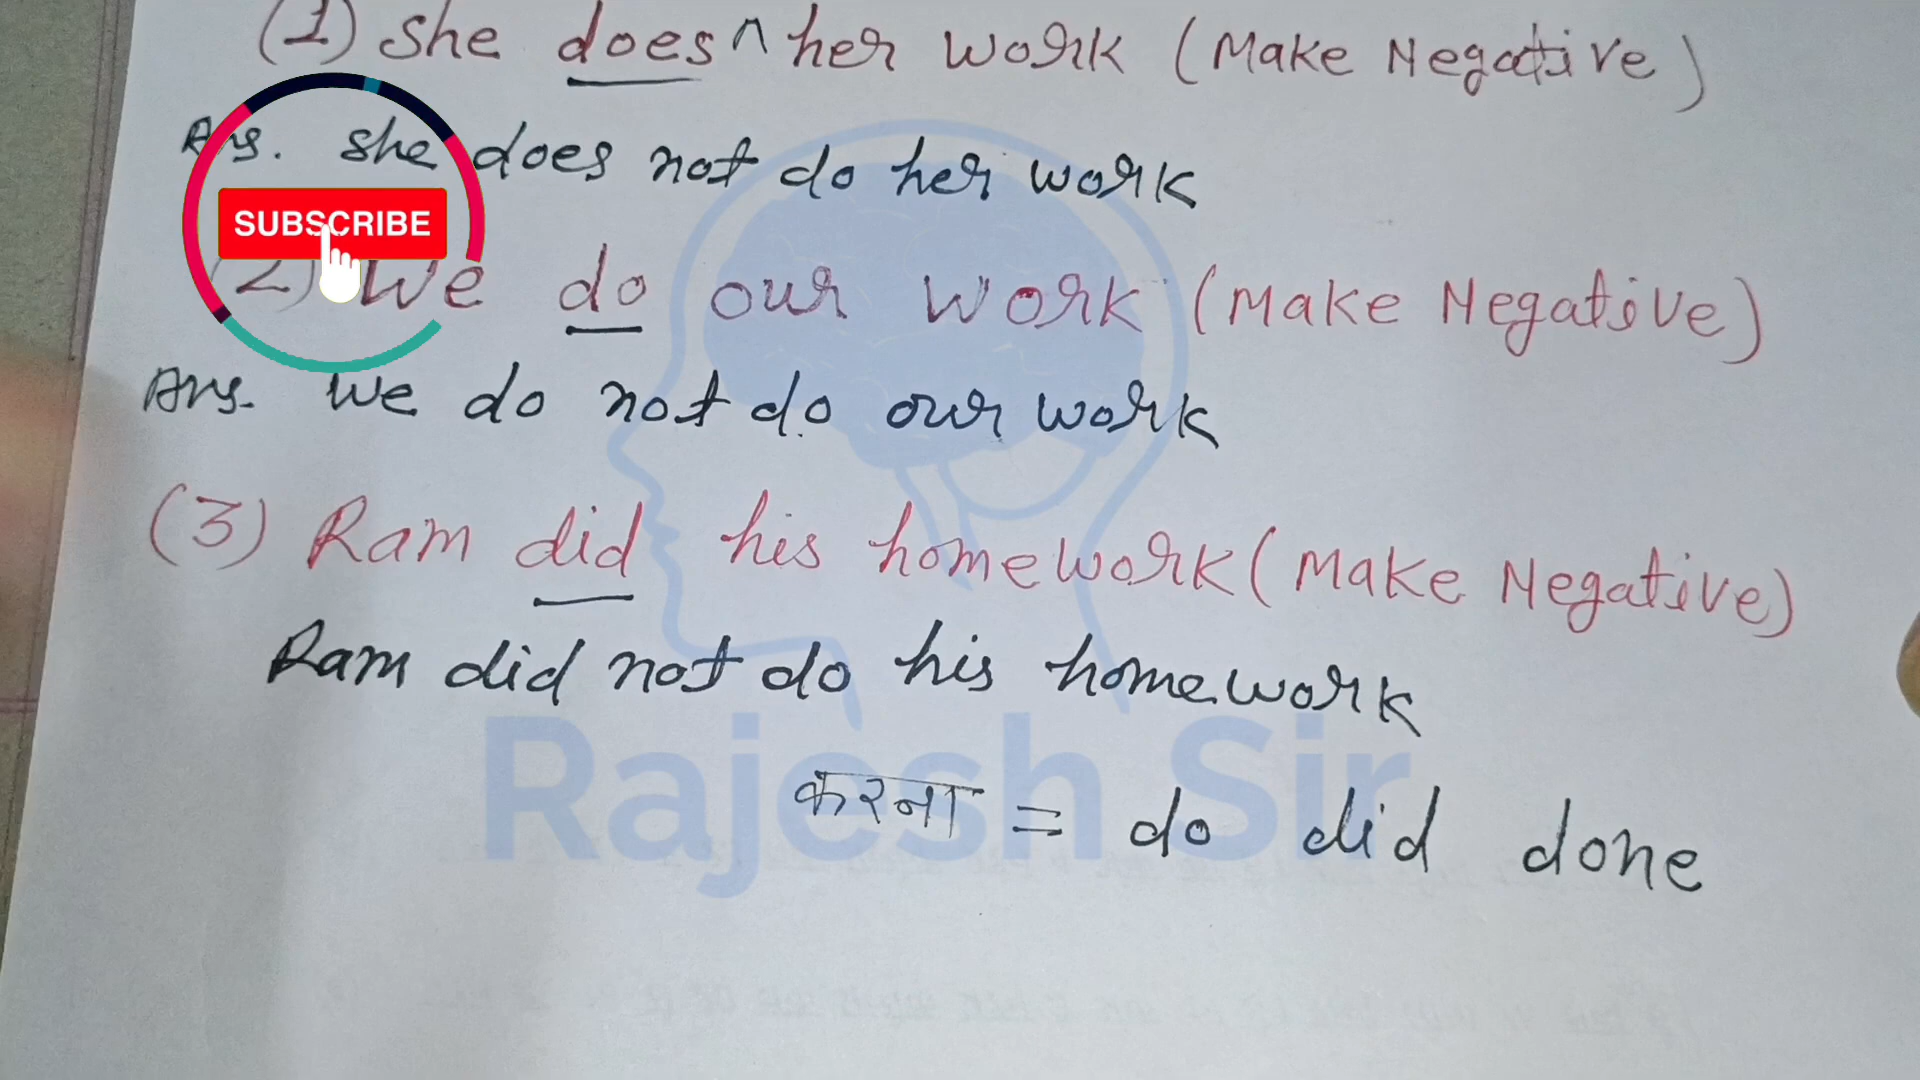 (1) She does ^ her work (Make Negative)
Ans. she does not do her work
SUBSCRIBE
(2) We do our work (Make Negative)
Ans. we do not do our work
(3) Ram did his homework (Make Negative)
Ram did not do his homework
Rajesh Sir
करना = do did done